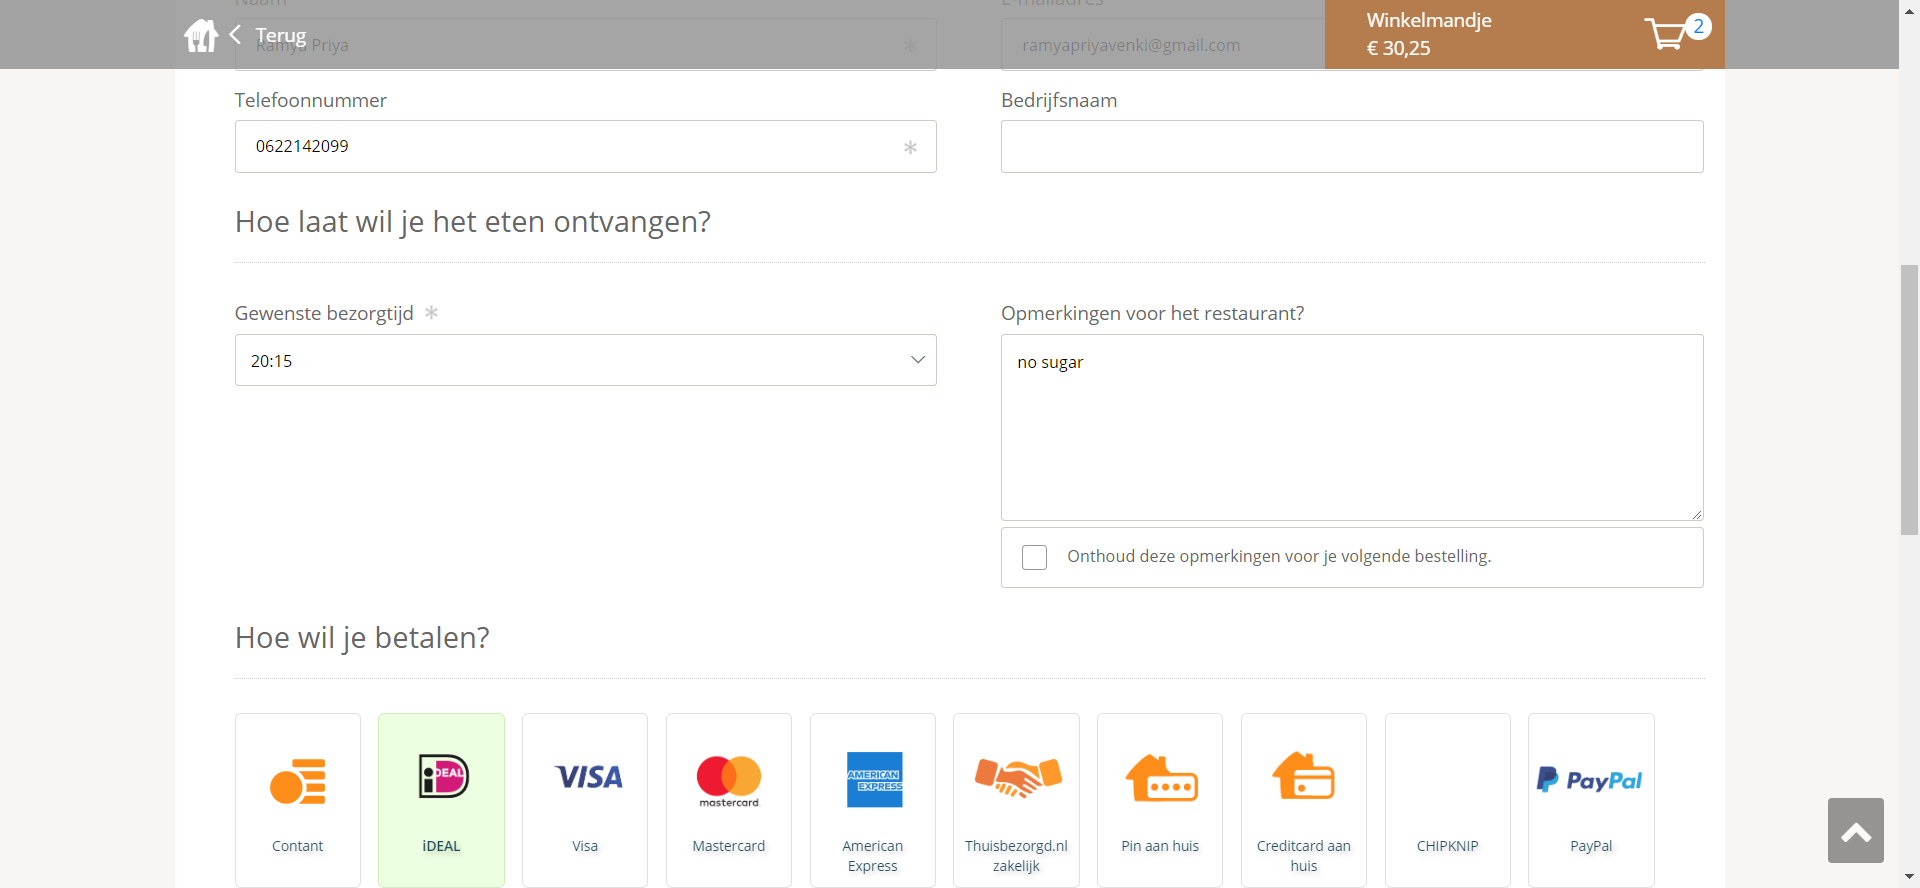 Naam
E-mailadres
Terug
Ramya Priya
ramyapriyavenki@gmail.com
Winkelmandje
€ 30,25
2
Telefoonnummer
Bedrijfsnaam
0622142099
Hoe laat wil je het eten ontvangen?
Gewenste bezorgtijd
Opmerkingen voor het restaurant?
20:15
no sugar
Onthoud deze opmerkingen voor je volgende bestelling.
Hoe wil je betalen?
iDEAL
VISA
mastercard.
AMERICAN
EXPRESS
PayPal
Contant
iDEAL
Visa
Mastercard
American
Express
Thuisbezorgd.nl
zakelijk
Pin aan huis
Creditcard aan
huis
CHIPKNIP
PayPal